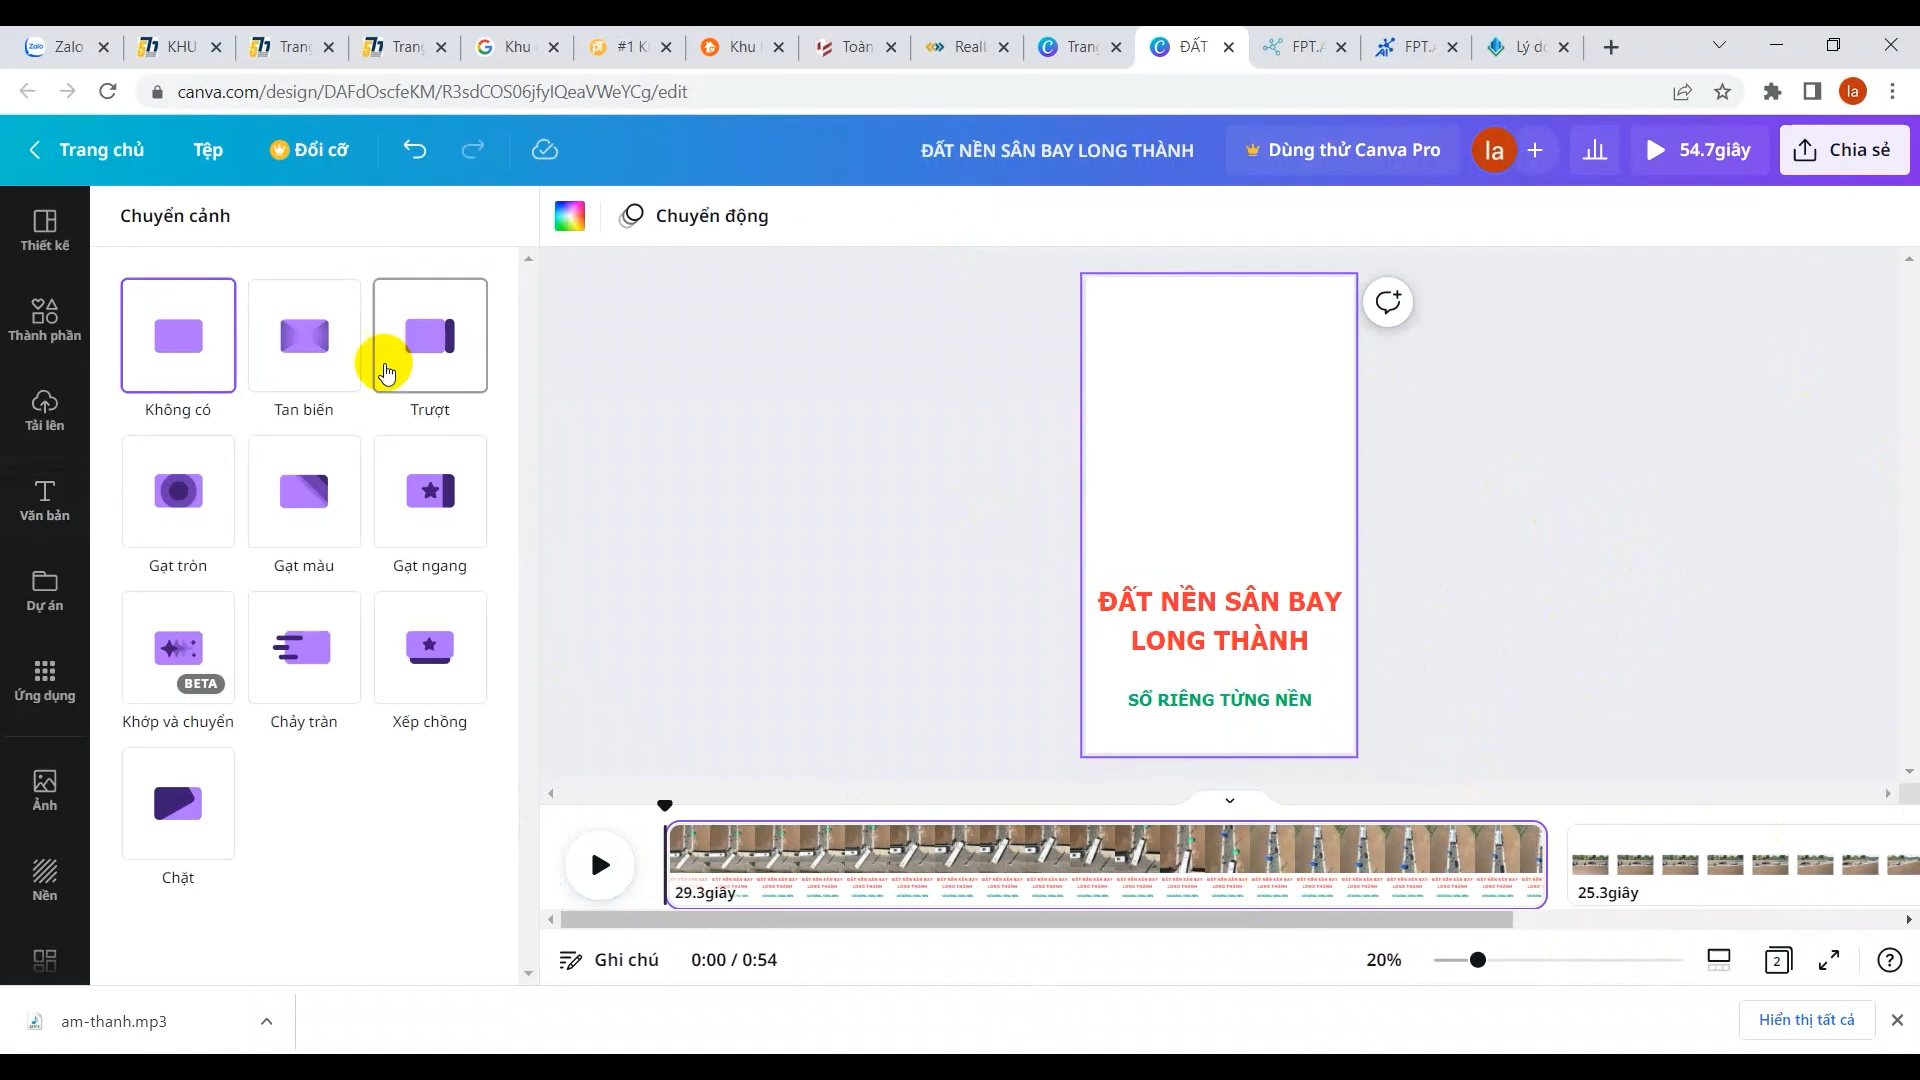 Zalo
KHU
Trang
Trang
Khu
#1 K
Khu
Toàn
Reall
Trang
ĐẤT
FPT.
FPT.
Lý do
canva.com/design/DAFdOscfeKM/R3sdCOS06jfyIQeaVWeYCg/edit
la
Trang chủ
Tệp
Đổi cỡ
ĐẤT NỀN SÂN BAY LONG THÀNH
Dùng thử Canva Pro
la
54.7giây
Chia sẻ
Thiết kế
Thành phần
Tải lên
Văn bản
Dự án
Ứng dụng
Ảnh
Nền
Chuyển cảnh
Không có
Tan biến
Trượt
Gạt tròn
Gạt màu
Gạt ngang
BETA
Khớp và chuyển
Chảy tràn
Xếp chồng
Chặt
Chuyển động
ĐẤT NỀN SÂN BAY
LONG THÀNH
SỔ RIÊNG TỪNG NỀN
29.3giây
25.3giây
Ghi chú
0:00 / 0:54
20%
2
am-thanh.mp3
Hiển thị tất cả